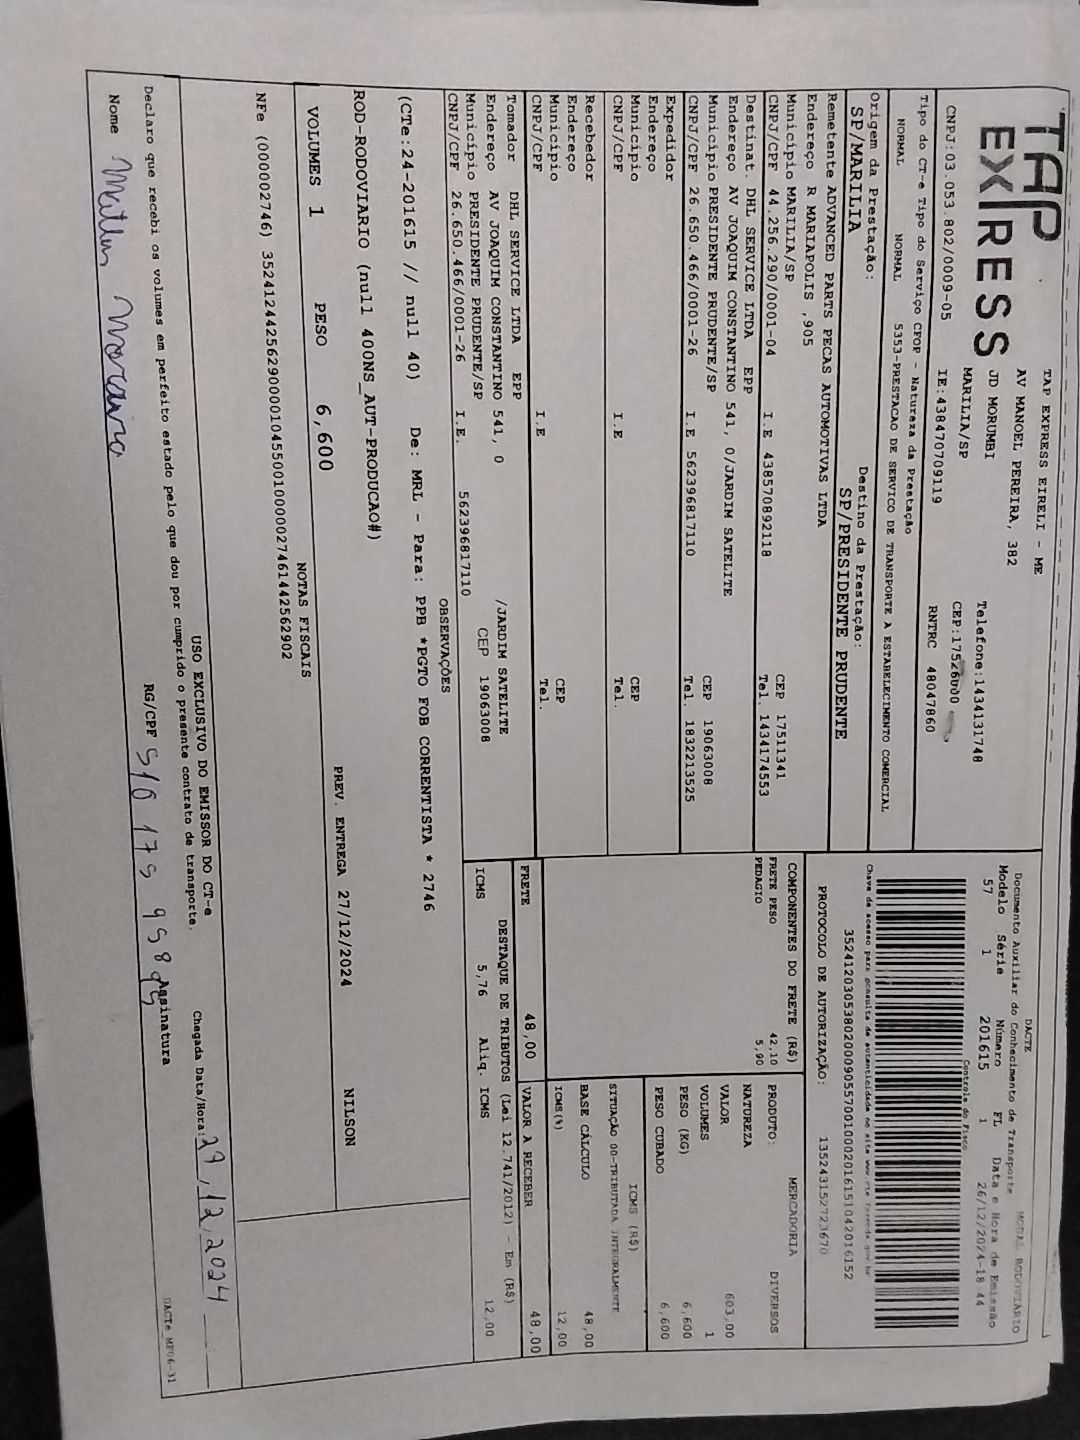 TAP
EXPRESS
TAP EXPRESS EIRELI - ME
AV MANOEL PEREIRA, 382
JD MORUMBI
MARILIA/SP
Telefone:1434131748
CEP:17526000
CNPJ:03.053.802/0009-05 IE:438470709119 RNTRC 48047860
Tipo do CT-e Tipo do Serviço CFOP - Natureza da Prestação
NORMAL NORMAL 5353-PRESTACAO DE SERVICO DE TRANSPORTE A ESTABELECIMENTO COMERCIAL
Origem da Prestação: Destino da Prestação:
SP/MARILIA SP/PRESIDENTE PRUDENTE
Remetente ADVANCED PARTS PECAS AUTOMOTIVAS LTDA
Endereço R MARIAPOLIS ,905
Município MARILIA/SP CEP 17511341
CNPJ/CPF 44.256.290/0001-04 I.E 438570892118 Tel. 1434174553
Destinat. DHL SERVICE LTDA EPP
Endereço AV JOAQUIM CONSTANTINO 541, 0/JARDIM SATELITE
Município PRESIDENTE PRUDENTE/SP CEP 19063008
CNPJ/CPF 26.650.466/0001-26 I.E 562396817110 Tel. 1832213525
Expedidor
Endereço
Município CEP
CNPJ/CPF I.E Tel.
Recebedor
Endereço
Município CEP
CNPJ/CPF I.E Tel.
Tomador DHL SERVICE LTDA EPP
Endereço AV JOAQUIM CONSTANTINO 541, 0 /JARDIM SATELITE
Município PRESIDENTE PRUDENTE/SP CEP 19063008
CNPJ/CPF 26.650.466/0001-26 I.E. 562396817110
DACTE
Documento Auxiliar do Conhecimento de Transporte MODAL RODOVIÁRIO
Modelo Série Número FL Data e Hora de Emissão
57 1 201615 1 26/12/2024-18:44
Controle do Fisco
Chave de acesso para consulta de autenticidade no site www.cte.fazenda.gov.br
35241203053802000905570010002016151042016152
PROTOCOLO DE AUTORIZAÇÃO: 135243152723670
COMPONENTES DO FRETE (R$)
FRETE PESO 42,10
PEDAGIO 5,90
MERCADORIA
PRODUTO: DIVERSOS
NATUREZA
VALOR 603,00
VOLUMES 1
PESO (KG) 6,600
PESO CUBADO 6,600
ICMS (R$)
SITUAÇÃO 00-TRIBUTADA INTEGRALMENTE
BASE CÁLCULO 48,00
ICMS(%) 12,00
FRETE 48,00 VALOR A RECEBER 48,00
DESTAQUE DE TRIBUTOS (Lei 12.741/2012) - Em (R$)
ICMS 5,76 Aliq. ICMS 12,00
OBSERVAÇÕES
(CTe:24-201615 // null 40) De: MRL - Para: PPB *PGTO FOB CORRENTISTA * 2746
ROD-RODOVIARIO (null 400NS_AUT-PRODUCAO#)
VOLUMES 1 PESO 6,600 PREV. ENTREGA 27/12/2024 NILSON
NOTAS FISCAIS
NFe (000002746) 35241244256290000104550010000027461442562902
USO EXCLUSIVO DO EMISSOR DO CT-e
Declaro que recebi os volumes em perfeito estado pelo que dou por cumprido o presente contrato de transporte.
Chegada Data/Hora: 27,12,2024
Nome Matheus Moreira RG/CPF Assinatura
DACTe_MF06-31